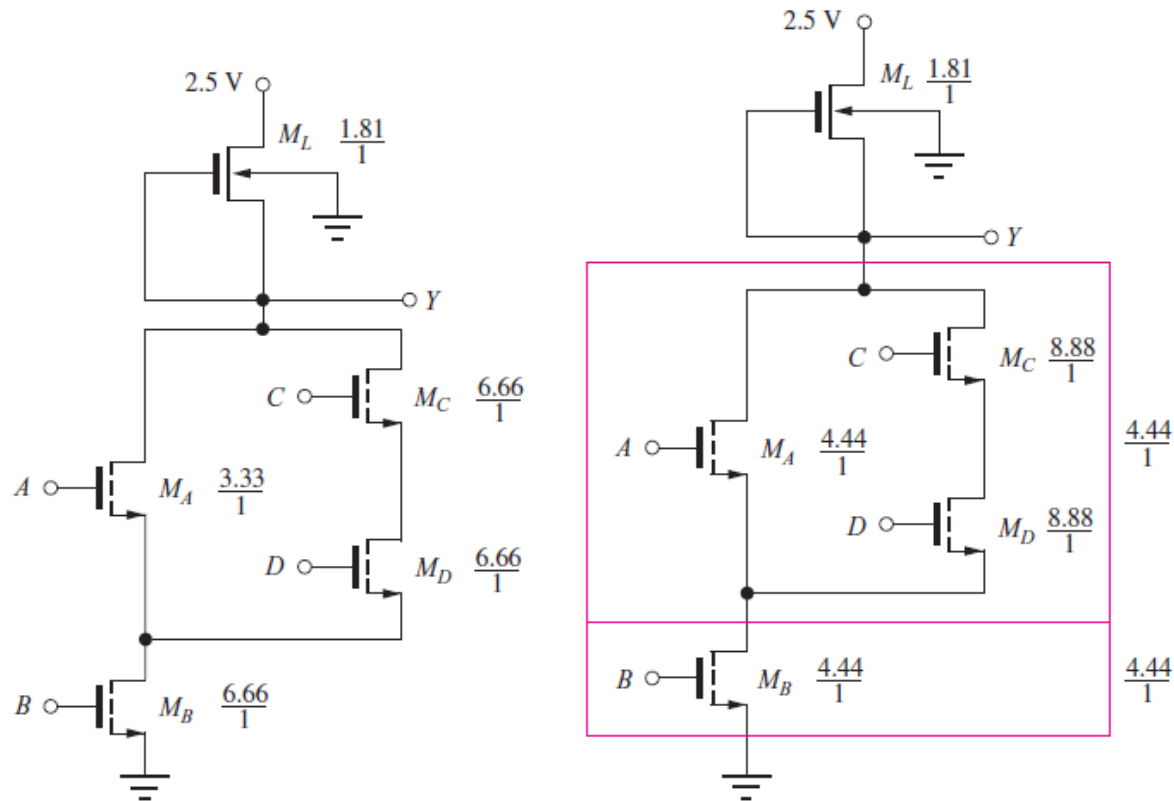 2.5 V
M_L 1.81/1
Y
C
M_C 6.66/1
A
M_A 3.33/1
D
M_D 6.66/1
B
M_B 6.66/1
2.5 V
M_L 1.81/1
Y
C
M_C 8.88/1
A
M_A 4.44/1
4.44/1
D
M_D 8.88/1
B
M_B 4.44/1
4.44/1